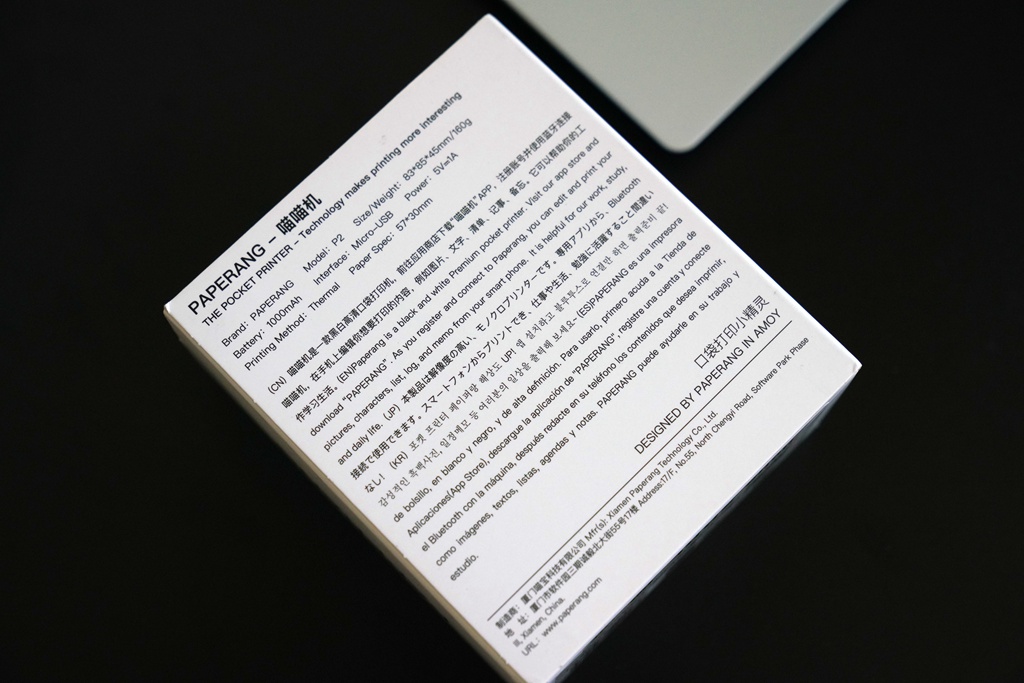 PAPERANG - 喵喵机
THE POCKET PRINTER - Technology makes printing more interesting
Brand: PAPERANG Model: P2 Size/Weight: 83*85*45mm/160g
Battery: 1000mAh Interface: Micro-USB Power: 5V=1A
Printing Method: Thermal Paper Spec: 57*30mm
(CN) 喵喵机是一款黑白高清口袋打印机, 前往应用商店下载“喵喵机”APP, 注册账号并使用蓝牙连接
喵喵机, 在手机上编辑你想要打印的内容, 例如图片、文字、清单、记事、备忘。它可以帮助你的工
作学习生活。(EN)Paperang is a black and white Premium pocket printer. Visit our app store and
download "PAPERANG". As you register and connect to Paperang, you can edit and print your
pictures, characters, list, log, and memo from your smart phone. It is helpful for our work, study,
and daily life. (JP) 本製品は解像度の高い、モノクロプリンターです。専用アプリから、Bluetooth
接続で使用できます。スマートフォンからプリントでき、仕事や生活、勉強に活躍すること間違い
なし! (KR) 포켓 프린터 페이퍼랑 해상도 UP! 앱 설치하고 블루투스로 연결만 하면 출력준비 끝!
감성적인 흑백사진, 일정메모 등 여러분의 일상을 출력해 보세요~ (ES)PAPERANG es una impresora
de bolsillo, en blanco y negro, y de alta definición. Para usarlo, primero acuda a la Tienda de
Aplicaciones(App Store), descargue la aplicación de "PAPERANG", registre una cuenta y conecte
el Bluetooth con la máquina, después redacte en su teléfono los contenidos que desea imprimir,
como imágenes, textos, listas, agendas y notas. PAPERANG puede ayudarle en su trabajo y
estudio.
口袋打印小精灵
DESIGNED BY PAPERANG IN AMOY
制造商: 厦门喵宝科技有限公司 Mfr(s): Xiamen Paperang Technology Co., Ltd.
地 址: 厦门市软件园三期诚毅北大街55号17楼 Address:17/F, No.55, North Chengyi Road, Software Park Phase
III, Xiamen, China.
URL: www.paperang.com